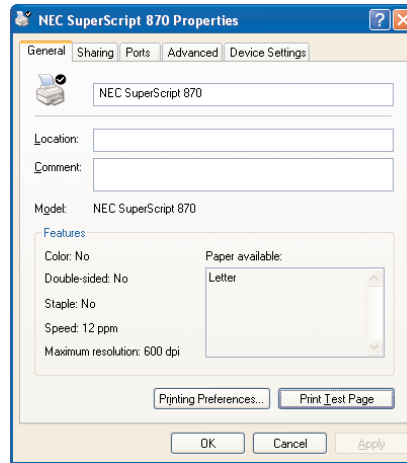 NEC SuperScript 870 Properties
General Sharing Ports Advanced Device Settings
NEC SuperScript 870
Location:
Comment:
Model: NEC SuperScript 870
Features
Color: No
Paper available:
Double-sided: No
Letter
Staple: No
Speed: 12 ppm
Maximum resolution: 600 dpi
Printing Preferences... Print Test Page
OK Cancel Apply